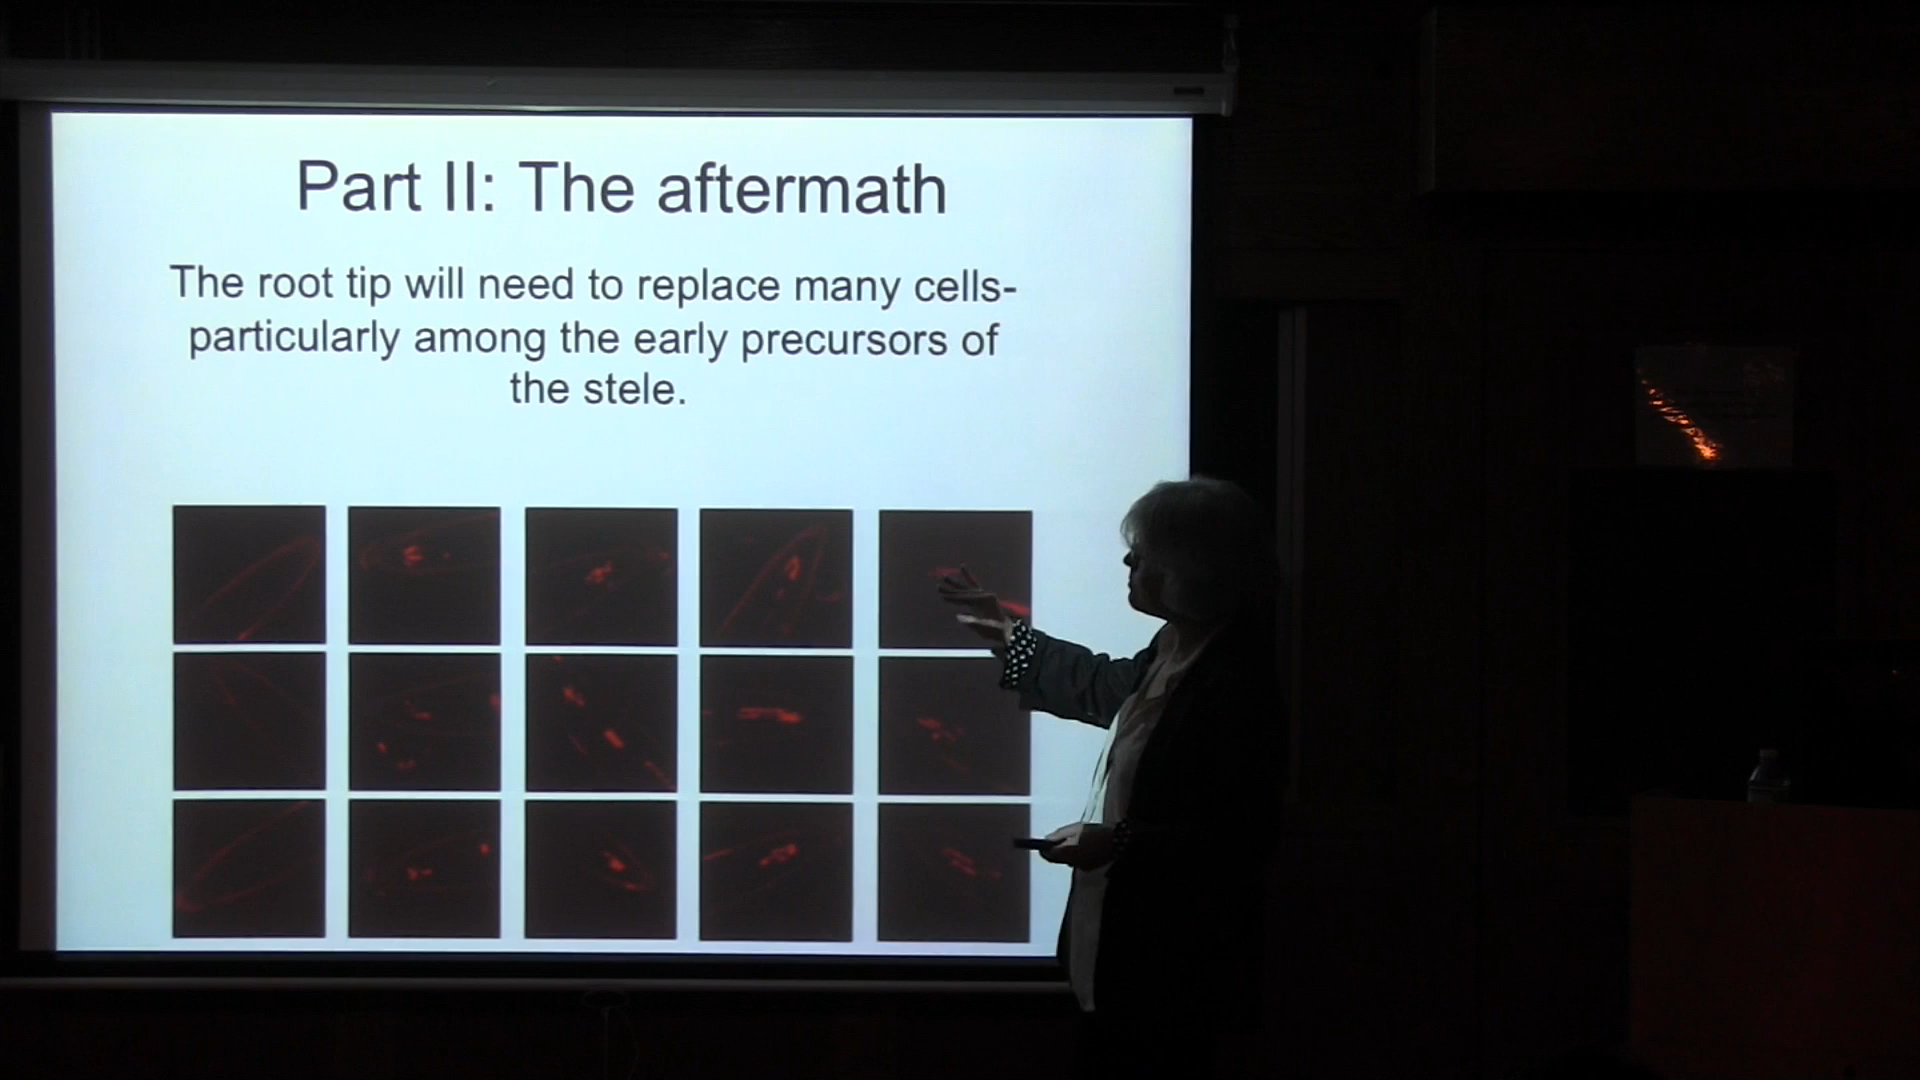 Part II: The aftermath
The root tip will need to replace many cells-
particularly among the early precursors of
the stele.